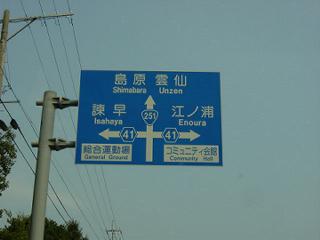 島原 雲仙
Shimabara Unzen
諫早 251 江ノ浦
Isahaya Enoura
41 41
総合運動場 コミュニティ会館
General Ground Community Hall